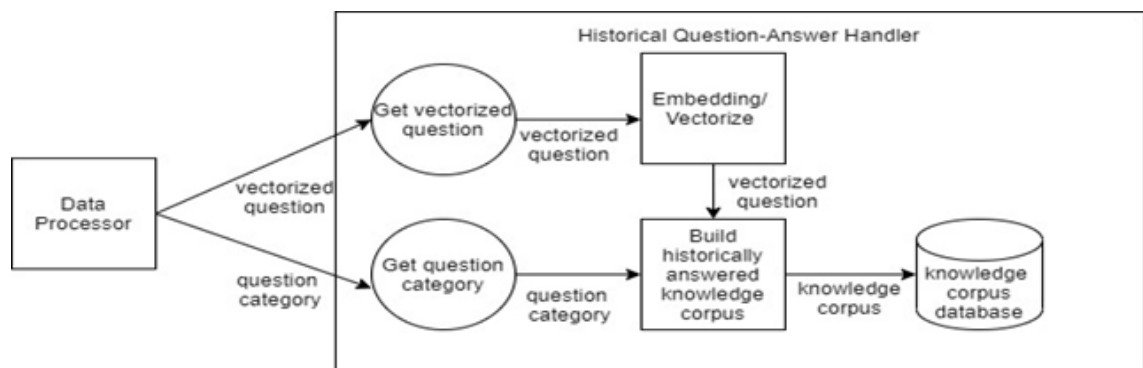 Historical Question-Answer Handler
Get vectorized
question
vectorized
question
Embedding/
Vectorize
vectorized
question
Data
Processor
vectorized
question
question
category
Get question
category
question
category
Build
historically
answered
knowledge
corpus
knowledge
corpus
knowledge
corpus
database